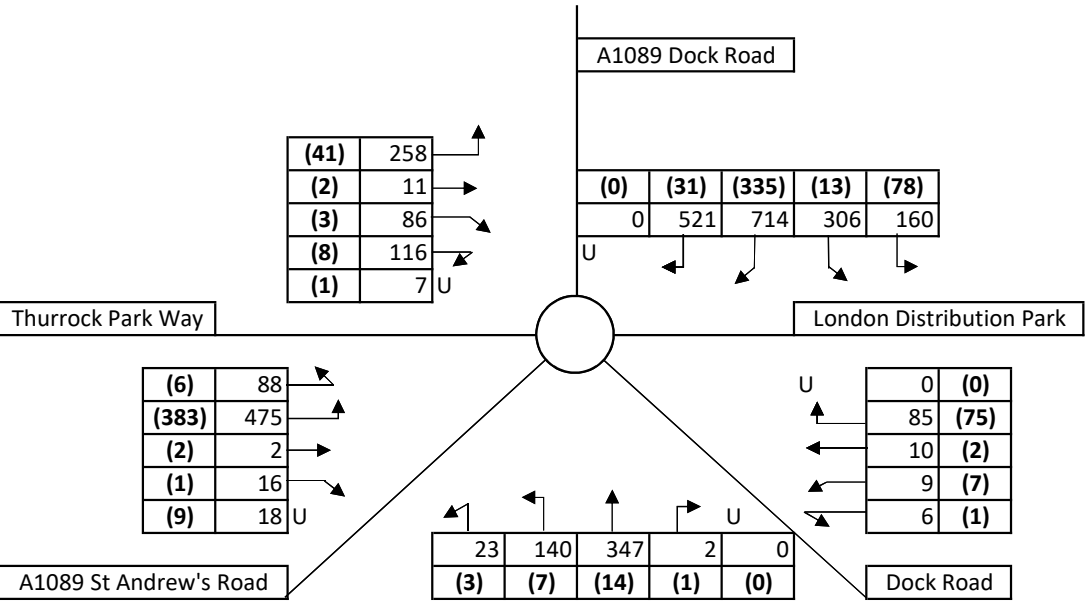 A1089 Dock Road
(41) 258
(2) 11
(3) 86
(8) 116
(1) 7 U
(0) (31) (335) (13) (78)
0 521 714 306 160
U
Thurrock Park Way
London Distribution Park
(6) 88
(383) 475
(2) 2
(1) 16
(9) 18 U
U 0 (0)
85 (75)
10 (2)
9 (7)
6 (1)
U
23 140 347 2 0
(3) (7) (14) (1) (0)
A1089 St Andrew's Road
Dock Road